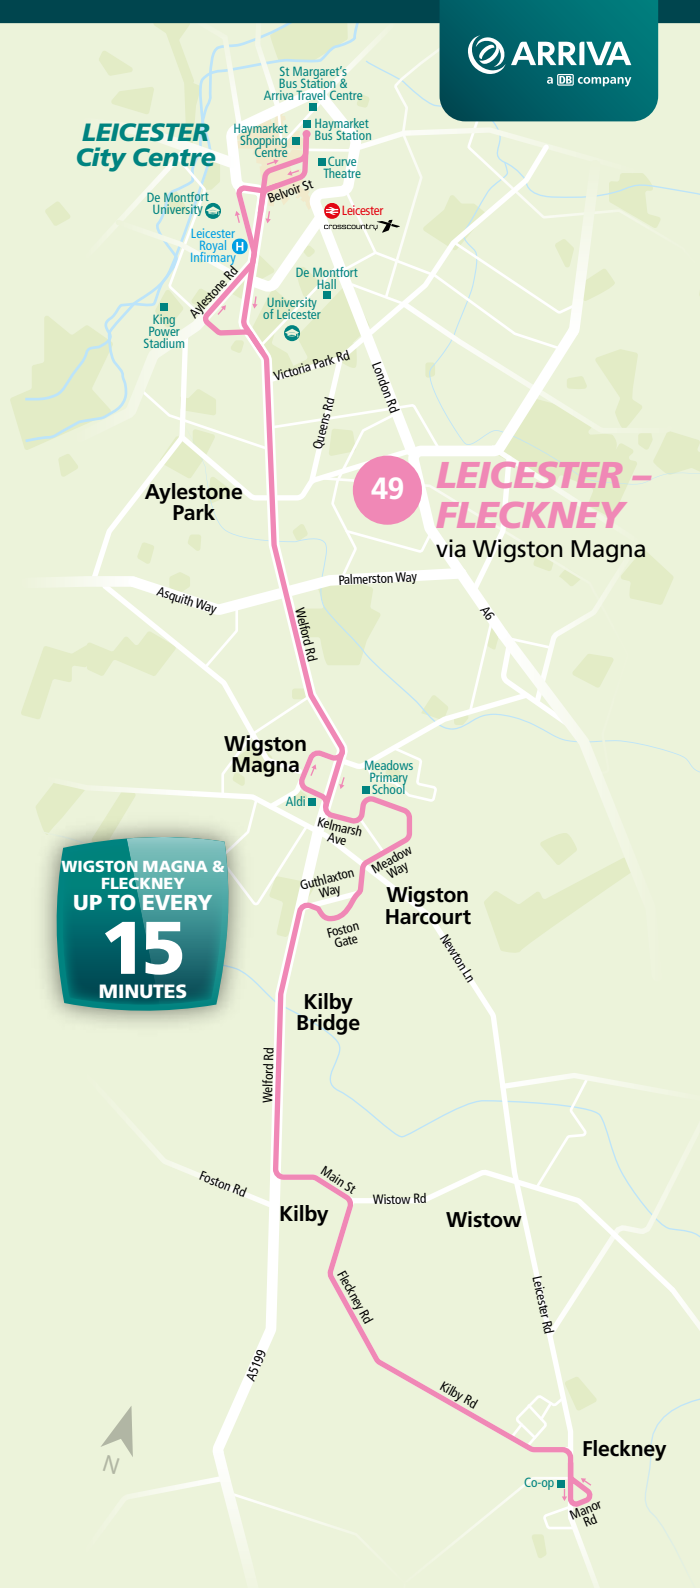 ARRIVA
a DB company
St Margaret's
Bus Station &
Arriva Travel Centre
LEICESTER
City Centre
Haymarket
Shopping
Centre
Haymarket
Bus Station
Curve
Theatre
Belvoir St
De Montfort
University
Leicester
crosscountry
Leicester
Royal
Infirmary
H
De Montfort
Hall
Aylestone Rd
University
of Leicester
King
Power
Stadium
Victoria Park Rd
London Rd
Queens Rd
49
LEICESTER –
FLECKNEY
via Wigston Magna
Aylestone
Park
Palmerston Way
Asquith Way
A6
Welford Rd
Wigston
Magna
Meadows
Primary
School
Aldi
Kelmarsh
Ave
Meadow
Way
Guthlaxton
Way
Wigston
Harcourt
Foston
Gate
Newton Ln
WIGSTON MAGNA &
FLECKNEY
UP TO EVERY
15
MINUTES
Kilby
Bridge
Welford Rd
Foston Rd
Main St
Wistow Rd
Kilby
Wistow
Fleckney Rd
Leicester Rd
A5199
Kilby Rd
N
Fleckney
Co-op
Manor
Rd